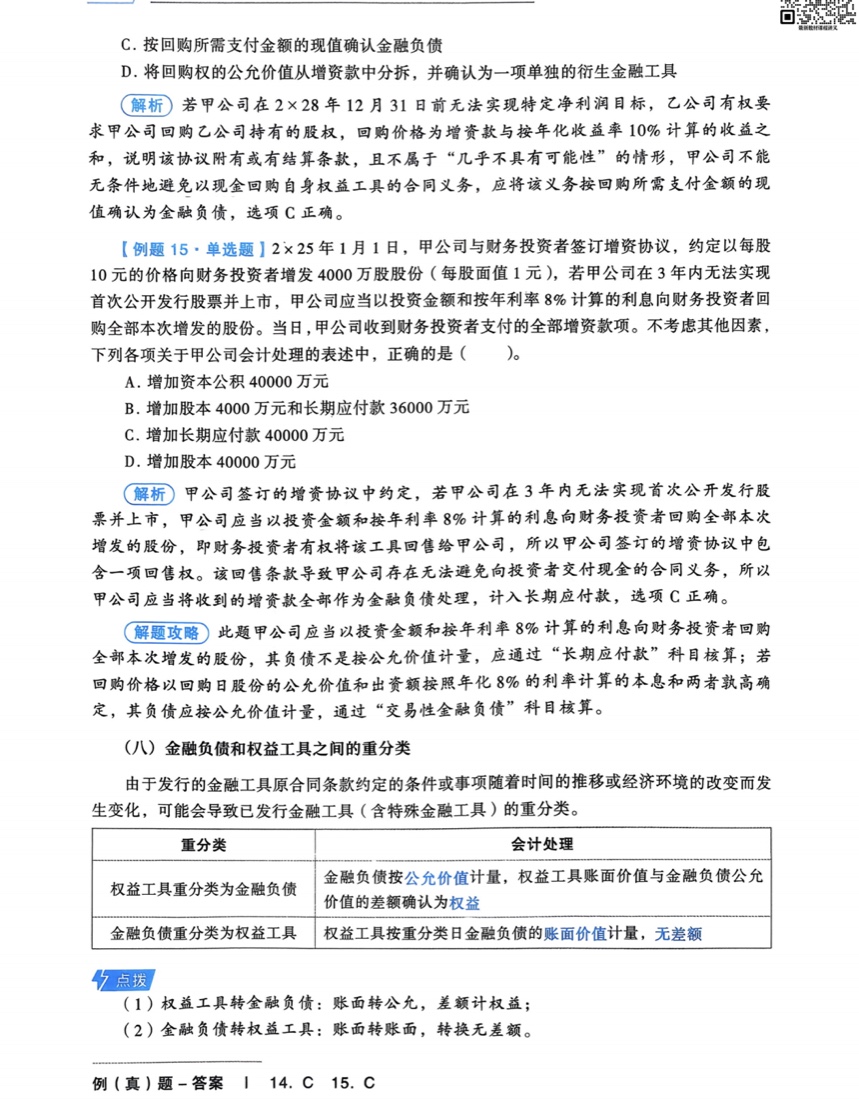 C. 按回购所需支付金额的现值确认金融负债
D. 将回购权的公允价值从增资款中分拆，并确认为一项单独的衍生金融工具
解析 若甲公司在 2×28 年 12 月 31 日前无法实现特定净利润目标，乙公司有权要
求甲公司回购乙公司持有的股权，回购价格为增资款与按年化收益率 10% 计算的收益之
和，说明该协议附有或有结算条款，且不属于“几乎不具有可能性”的情形，甲公司不能
无条件地避免以现金回购自身权益工具的合同义务，应将该义务按回购所需支付金额的现
值确认为金融负债，选项 C 正确。
【例题 15·单选题】2×25 年 1 月 1 日，甲公司与财务投资者签订增资协议，约定以每股
10 元的价格向财务投资者增发 4000 万股股份（每股面值 1 元），若甲公司在 3 年内无法实现
首次公开发行股票并上市，甲公司应当以投资金额和按年利率 8% 计算的利息向财务投资者回
购全部本次增发的股份。当日，甲公司收到财务投资者支付的全部增资款项。不考虑其他因素，
下列各项关于甲公司会计处理的表述中，正确的是（　　）。
A. 增加资本公积 40000 万元
B. 增加股本 4000 万元和长期应付款 36000 万元
C. 增加长期应付款 40000 万元
D. 增加股本 40000 万元
解析 甲公司签订的增资协议中约定，若甲公司在 3 年内无法实现首次公开发行股
票并上市，甲公司应当以投资金额和按年利率 8% 计算的利息向财务投资者回购全部本次
增发的股份，即财务投资者有权将该工具回售给甲公司，所以甲公司签订的增资协议中包
含一项回售权。该回售条款导致甲公司存在无法避免向投资者交付现金的合同义务，所以
甲公司应当将收到的增资款全部作为金融负债处理，计入长期应付款，选项 C 正确。
解题攻略 此题甲公司应当以投资金额和按年利率 8% 计算的利息向财务投资者回购
全部本次增发的股份，其负债不是按公允价值计量，应通过“长期应付款”科目核算；若
回购价格以回购日股份的公允价值和出资额按照年化 8% 的利率计算的本息和两者孰高确
定，其负债应按公允价值计量，通过“交易性金融负债”科目核算。
（八）金融负债和权益工具之间的重分类
由于发行的金融工具原合同条款约定的条件或事项随着时间的推移或经济环境的改变而发
生变化，可能会导致已发行金融工具（含特殊金融工具）的重分类。
重分类 会计处理
权益工具重分类为金融负债 金融负债按公允价值计量，权益工具账面价值与金融负债公允
价值的差额确认为权益
金融负债重分类为权益工具 权益工具按重分类日金融负债的账面价值计量，无差额
点拨
（1）权益工具转金融负债：账面转公允，差额计权益；
（2）金融负债转权益工具：账面转账面，转换无差额。
例（真）题－答案 | 14. C 15. C